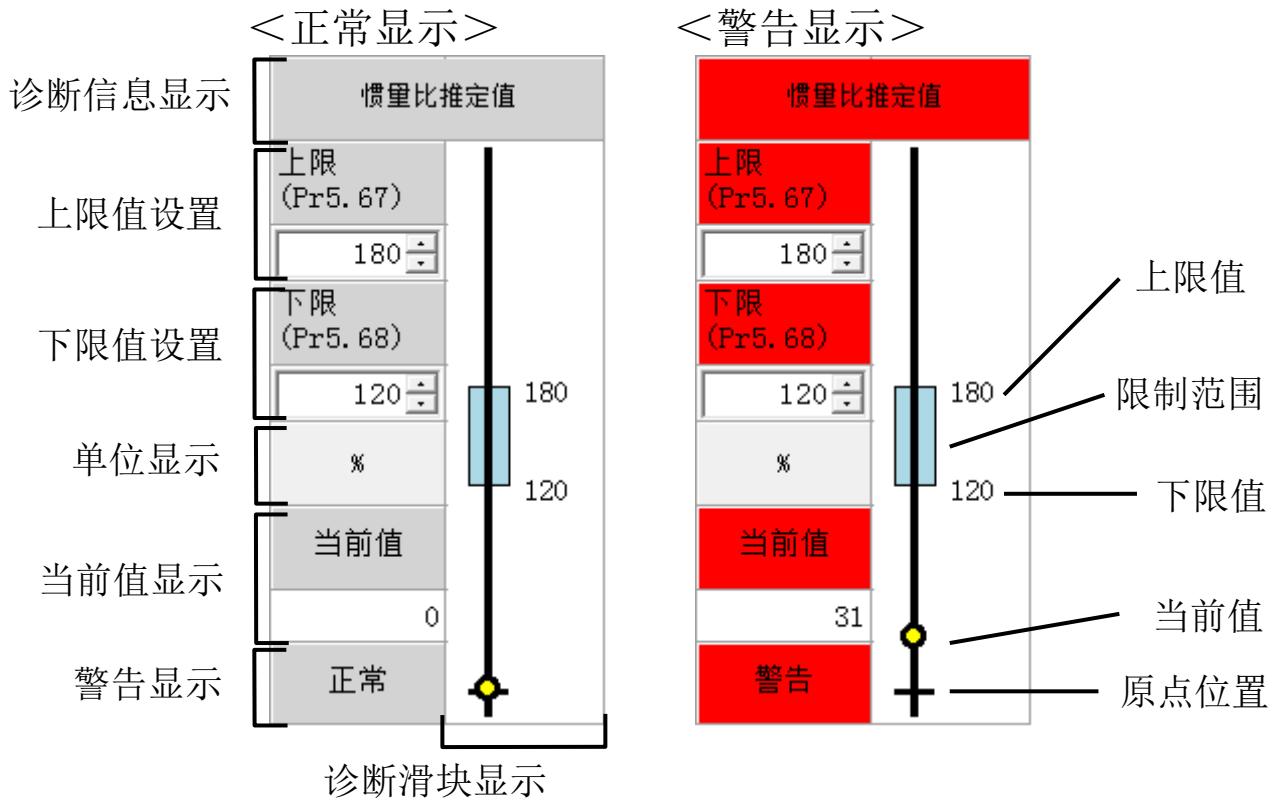 ＜正常显示＞
＜警告显示＞
诊断信息显示
惯量比推定值
惯量比推定值
上限值设置
上限
(Pr5.67)
180
上限
(Pr5.67)
180
下限值设置
下限
(Pr5.68)
120
下限
(Pr5.68)
120
180
120
180
120
上限值
限制范围
下限值
单位显示
%
%
当前值显示
当前值
0
当前值
31
当前值
警告显示
正常
警告
原点位置
诊断滑块显示